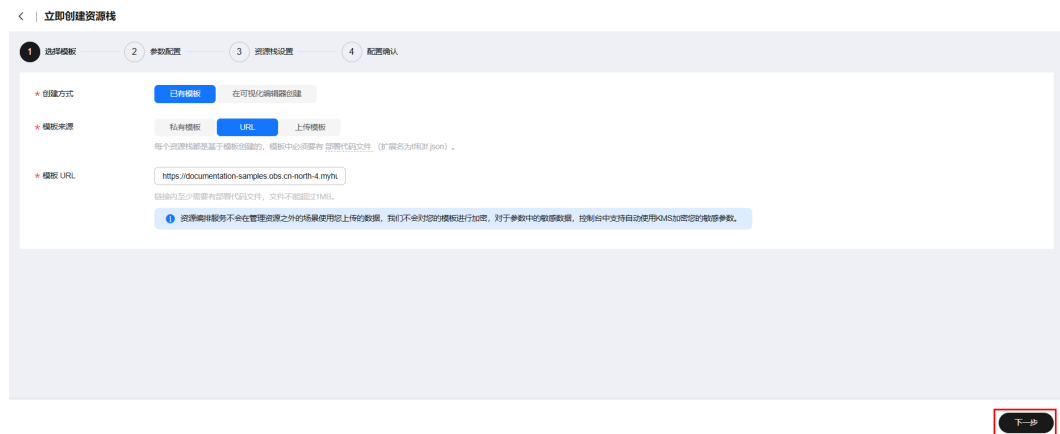 < | 立即创建资源栈
1 选择模板 2 参数配置 3 资源栈设置 4 配置确认
* 创建方式 已有模板 在可视化编辑器创建
* 模板来源 私有模板 URL 上传模板
每个资源栈都是基于模板创建的，模板中必须要有 部署代码文件 （扩展名为tf和tf.json）。
* 模板 URL https://documentation-samples.obs.cn-north-4.myhu
链接内至少需要有部署代码文件，文件不能超过1MB。
资源编排服务不会在管理资源之外的场景使用您上传的数据，我们不会对您的模板进行加密，对于参数中的敏感数据，控制台中支持自动使用KMS加密您的敏感参数。
下一步